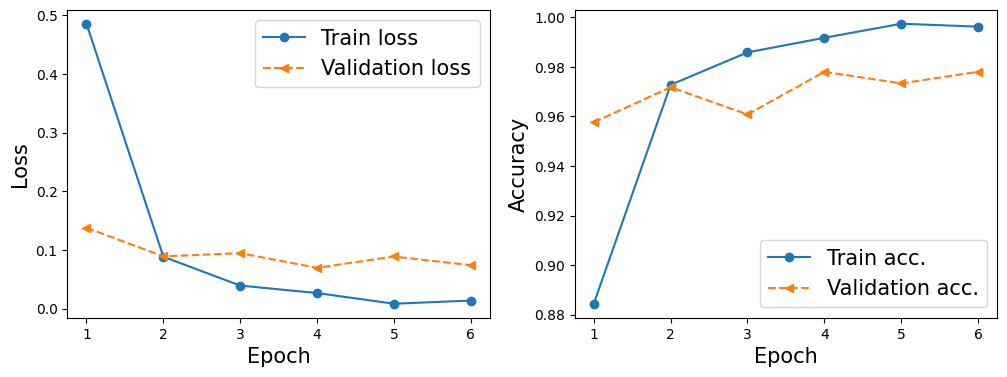 0.5
0.4
0.3
0.2
0.1
0.0
Loss
1 2 3 4 5 6
Epoch
Train loss
Validation loss
1.00
0.98
0.96
0.94
0.92
0.90
0.88
Accuracy
1 2 3 4 5 6
Epoch
Train acc.
Validation acc.